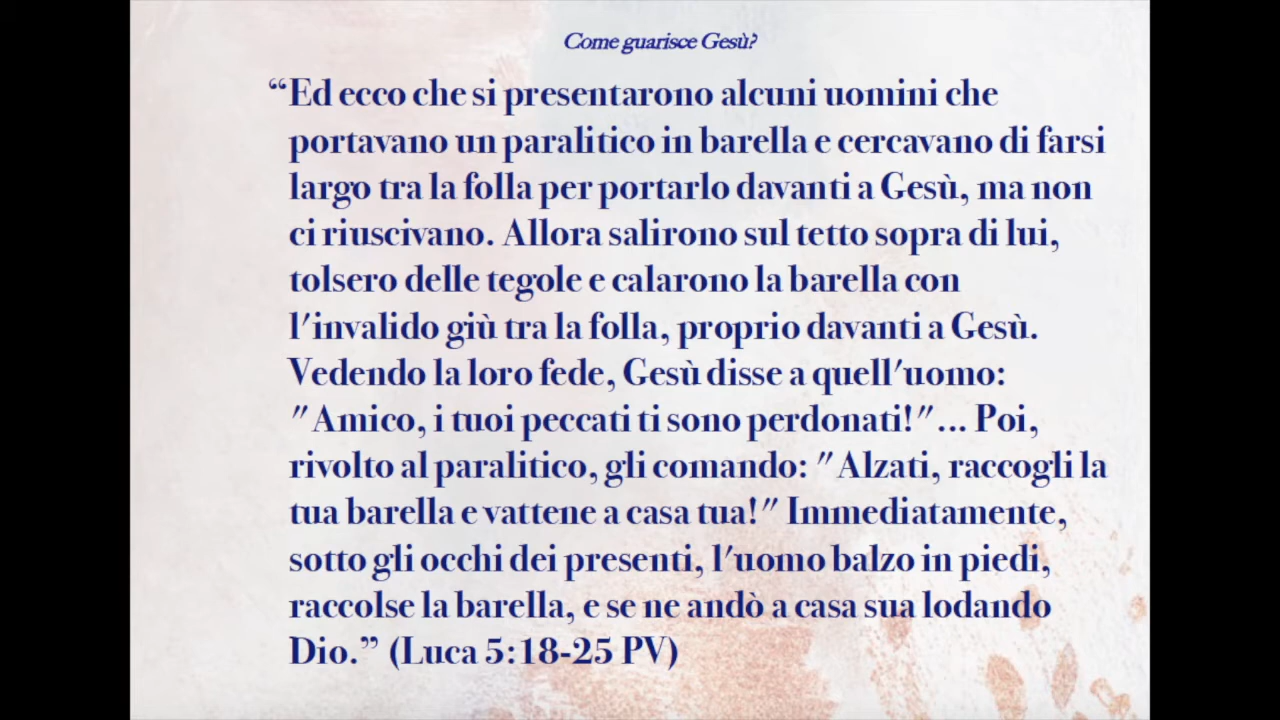 Come guarisce Gesù?
“Ed ecco che si presentarono alcuni uomini che
portavano un paralitico in barella e cercavano di farsi
largo tra la folla per portarlo davanti a Gesù, ma non
ci riuscivano. Allora salirono sul tetto sopra di lui,
tolsero delle tegole e calarono la barella con
l'invalido giù tra la folla, proprio davanti a Gesù.
Vedendo la loro fede, Gesù disse a quell'uomo:
"Amico, i tuoi peccati ti sono perdonati!"... Poi,
rivolto al paralitico, gli comando: "Alzati, raccogli la
tua barella e vattene a casa tua!" Immediatamente,
sotto gli occhi dei presenti, l'uomo balzo in piedi,
raccolse la barella, e se ne andò a casa sua lodando
Dio.” (Luca 5:18-25 PV)